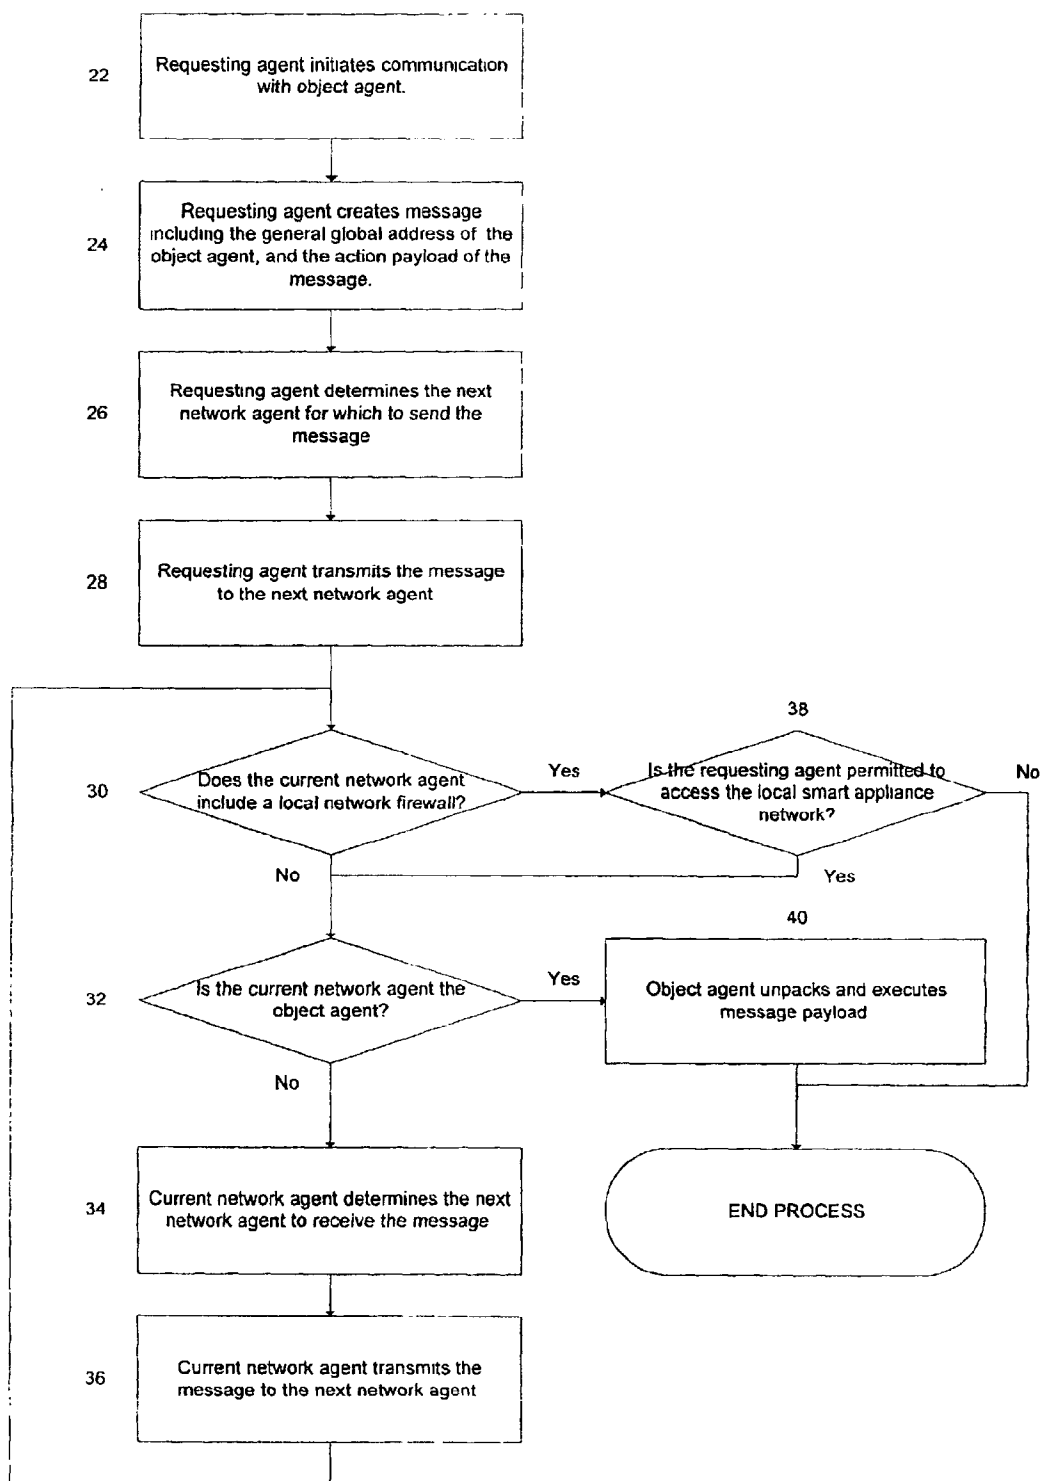 22
Requesting agent initiates communication
with object agent.
24
Requesting agent creates message
including the general global address of the
object agent, and the action payload of the
message.
26
Requesting agent determines the next
network agent for which to send the
message
28
Requesting agent transmits the message
to the next network agent
30
Does the current network agent
include a local network firewall?
Yes
38
Is the requesting agent permitted to
access the local smart appliance
network?
No
No
Yes
32
Is the current network agent the
object agent?
Yes
40
Object agent unpacks and executes
message payload
No
34
Current network agent determines the next
network agent to receive the message
END PROCESS
36
Current network agent transmits the
message to the next network agent